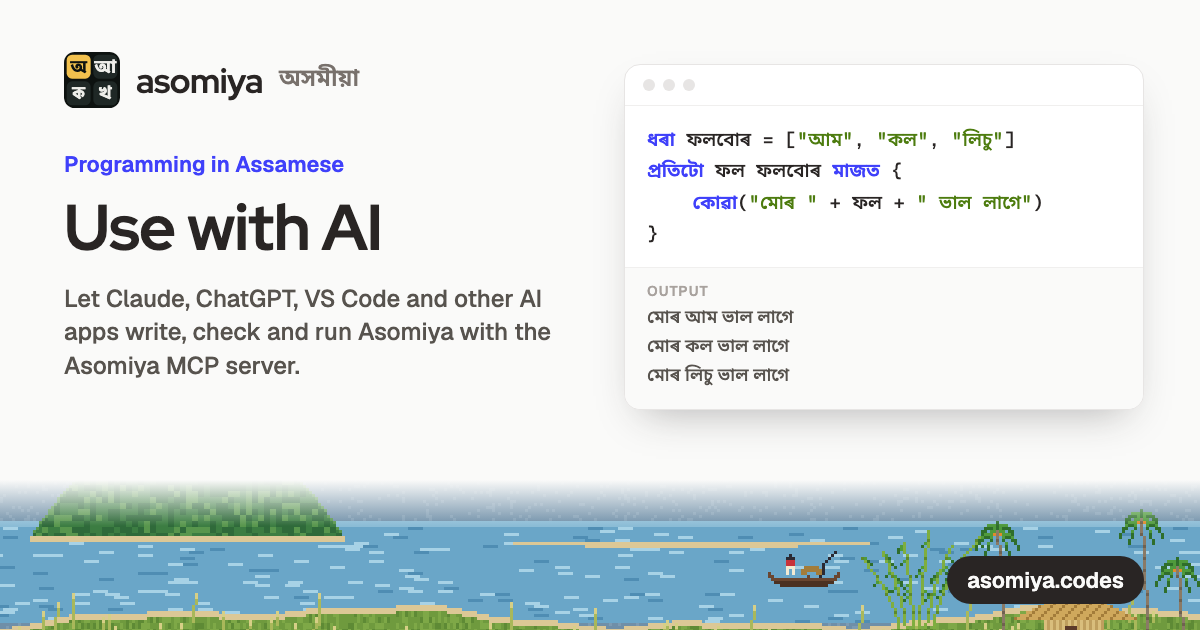 অ আ
ক খ
asomiya অসমীয়া
Programming in Assamese
Use with AI
Let Claude, ChatGPT, VS Code and other AI
apps write, check and run Asomiya with the
Asomiya MCP server.
ধৰা ফলবোৰ = ["আম", "কল", "লিচু"]
প্ৰতিটো ফল ফলবোৰ মাজত {
কোৱা("মোৰ " + ফল + " ভাল লাগে")
}
OUTPUT
মোৰ আম ভাল লাগে
মোৰ কল ভাল লাগে
মোৰ লিচু ভাল লাগে
asomiya.codes